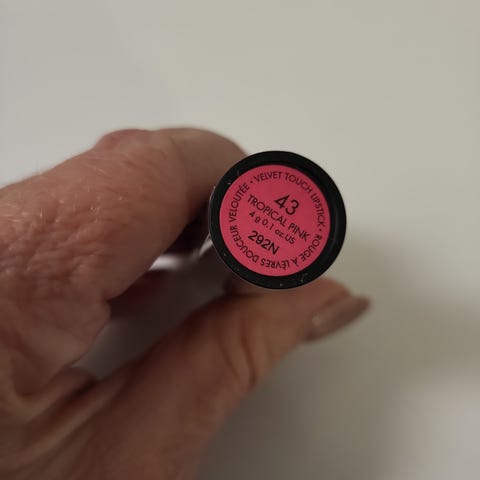 VELVET TOUCH LIPSTICK • ROUGE À LÈVRES DOUCEUR VELOUTÉE •
43
TROPICAL PINK
4 g 0.1 oz.US
292N